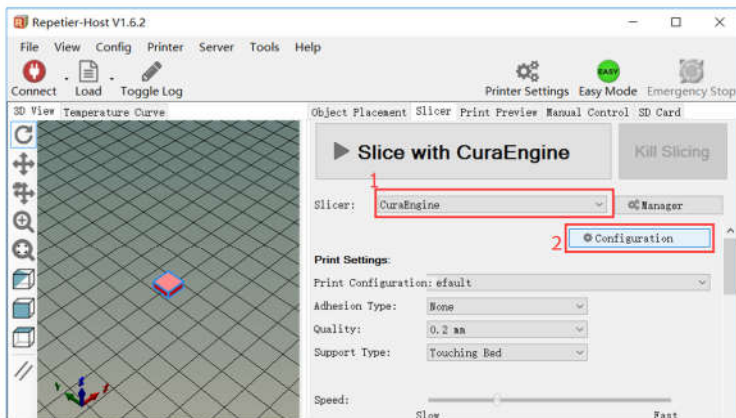 Repetier-Host V1.6.2
File View Config Printer Server Tools Help
Connect Load Toggle Log Printer Settings Easy Mode Emergency Stop
EASY
3D View Temperature Curve Object Placement Slicer Print Preview Manual Control SD Card
Slice with CuraEngine Kill Slicing
1
Slicer: CuraEngine Manager
2 Configuration
Print Settings:
Print Configuration: efault
Adhesion Type: None
Quality: 0.2 mm
Support Type: Touching Bed
Speed:
Slow Fast